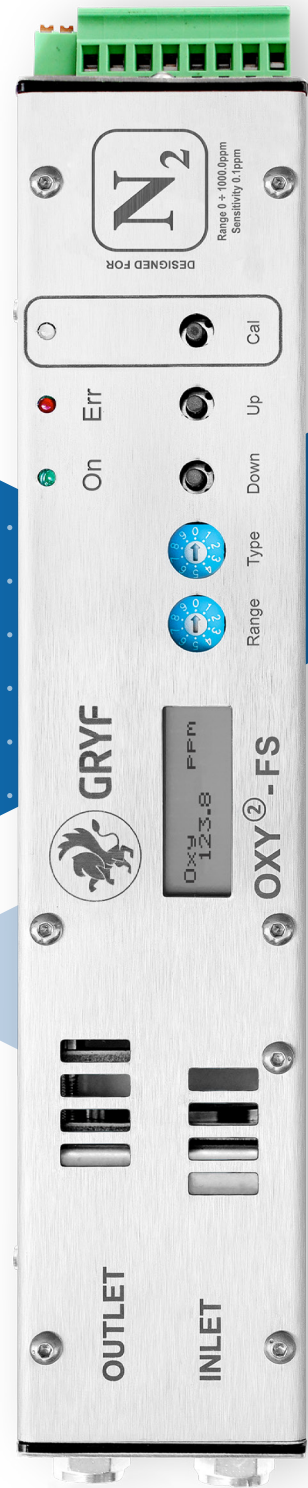 DESIGNED FOR
N2
Range 0 ÷ 1000.0ppm
Sensitivity 0.1ppm
Err
On
Cal
Up
Down
Type
Range
GRYF
Oxy
123.8 ppm
OXY②-FS
OUTLET
INLET